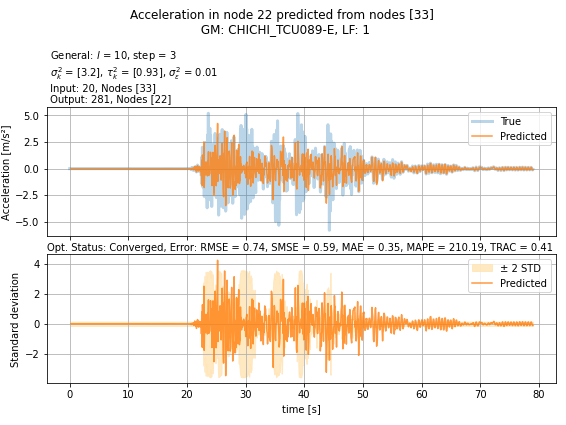 Acceleration in node 22 predicted from nodes [33]
GM: CHICHI_TCU089-E, LF: 1
General: l = 10, step = 3
σ²ₖ = [3.2], τ²ₖ = [0.93], σ²ε = 0.01
Input: 20, Nodes [33]
Output: 281, Nodes [22]
Acceleration [m/s²]
5.0
2.5
0.0
−2.5
−5.0
True
Predicted
Opt. Status: Converged, Error: RMSE = 0.74, SMSE = 0.59, MAE = 0.35, MAPE = 210.19, TRAC = 0.41
Standard deviation
4
2
0
−2
± 2 STD
Predicted
0 10 20 30 40 50 60 70 80
time [s]